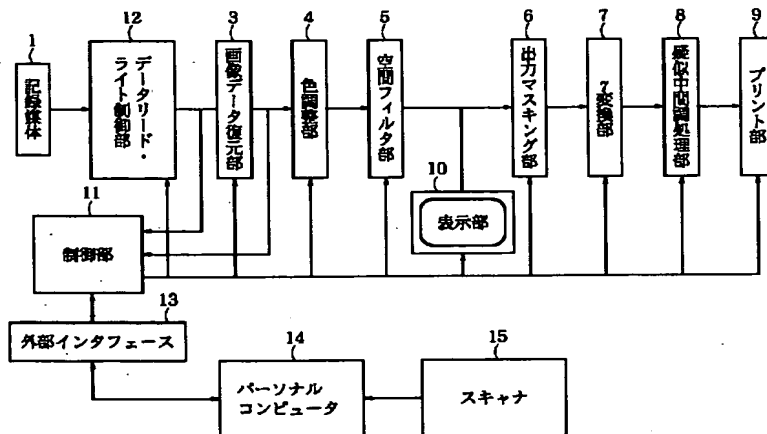 1
記録媒体
12
データリード・
ライト制御部
3
画像データ復元部
4
色調整部
5
空間フィルタ部
6
出力マスキング部
7
7変換部
8
疑似中間調処理部
9
プリント部
10
表示部
11
制御部
13
外部インタフェース
14
パーソナル
コンピュータ
15
スキャナ